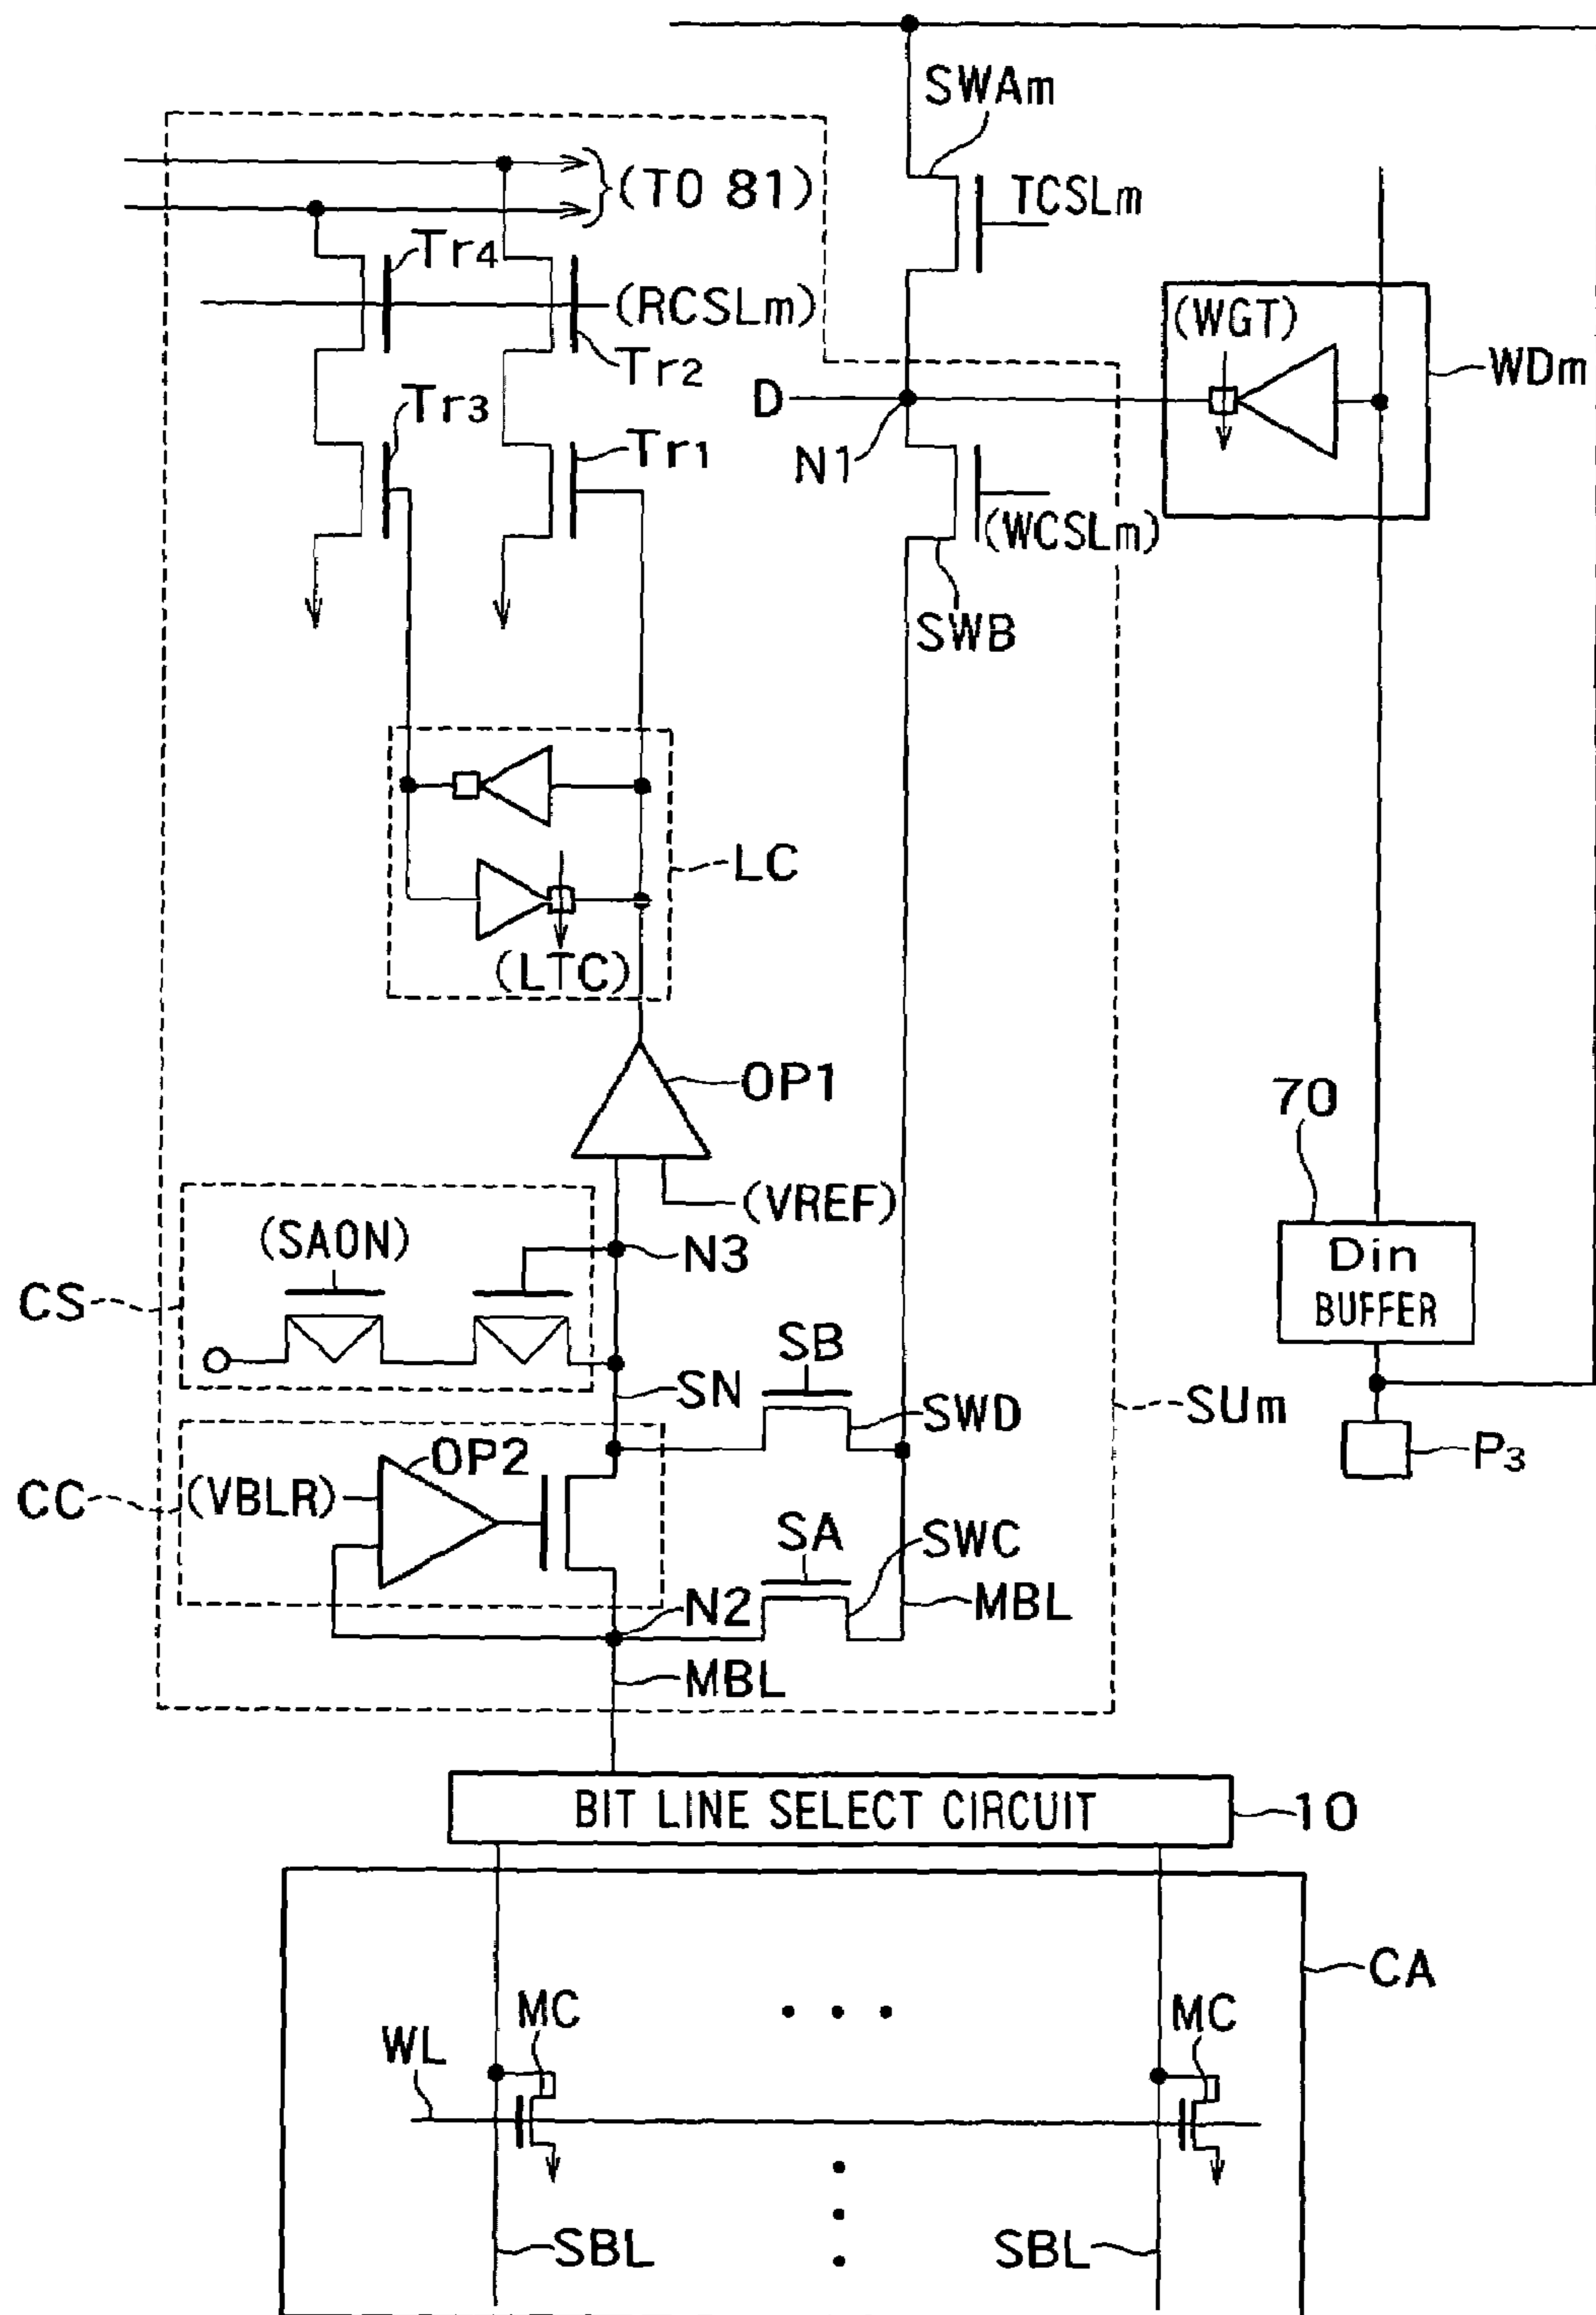 SWAm
(TO 81)
TCSLm
Tr4
(RCSLm)
(WGT)
Tr2
WDm
Tr3
D
Tr1
N1
(WCSLm)
SWB
LC
(LTC)
OP1
70
(VREF)
(SAON)
N3
Din
BUFFER
CS
SB
SN
SWD
SUm
OP2
P3
CC
(VBLR)
SA
SWC
N2
MBL
MBL
BIT LINE SELECT CIRCUIT
10
CA
MC
MC
WL
SBL
SBL